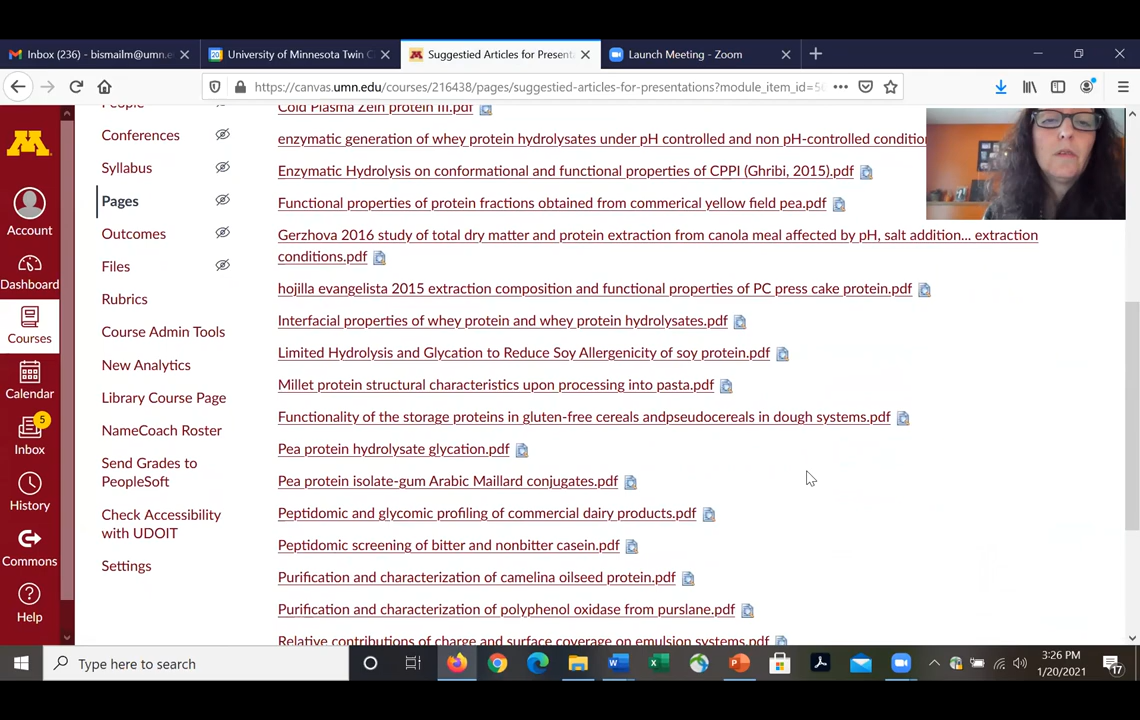 Inbox (236) - bismailm@umn.e
University of Minnesota Twin C
Suggestied Articles for Present
Launch Meeting - Zoom
https://canvas.umn.edu/courses/216438/pages/suggestied-articles-for-presentations?module_item_id=5
People
Conferences
Syllabus
Pages
Outcomes
Files
Rubrics
Course Admin Tools
New Analytics
Library Course Page
NameCoach Roster
Send Grades to
PeopleSoft
Check Accessibility
with UDOIT
Settings
M
Account
Dashboard
Courses
Calendar
5
Inbox
History
Commons
Help
Cold Plasma Zein protein III.pdf
enzymatic generation of whey protein hydrolysates under pH controlled and non pH-controlled condition
Enzymatic Hydrolysis on conformational and functional properties of CPPI (Ghribi, 2015).pdf
Functional properties of protein fractions obtained from commerical yellow field pea.pdf
Gerzhova 2016 study of total dry matter and protein extraction from canola meal affected by pH, salt addition... extraction
conditions.pdf
hojilla evangelista 2015 extraction composition and functional properties of PC press cake protein.pdf
Interfacial properties of whey protein and whey protein hydrolysates.pdf
Limited Hydrolysis and Glycation to Reduce Soy Allergenicity of soy protein.pdf
Millet protein structural characteristics upon processing into pasta.pdf
Functionality of the storage proteins in gluten-free cereals andpseudocereals in dough systems.pdf
Pea protein hydrolysate glycation.pdf
Pea protein isolate-gum Arabic Maillard conjugates.pdf
Peptidomic and glycomic profiling of commercial dairy products.pdf
Peptidomic screening of bitter and nonbitter casein.pdf
Purification and characterization of camelina oilseed protein.pdf
Purification and characterization of polyphenol oxidase from purslane.pdf
Relative contributions of charge and surface coverage on emulsion systems.pdf
Type here to search
3:26 PM
1/20/2021
17